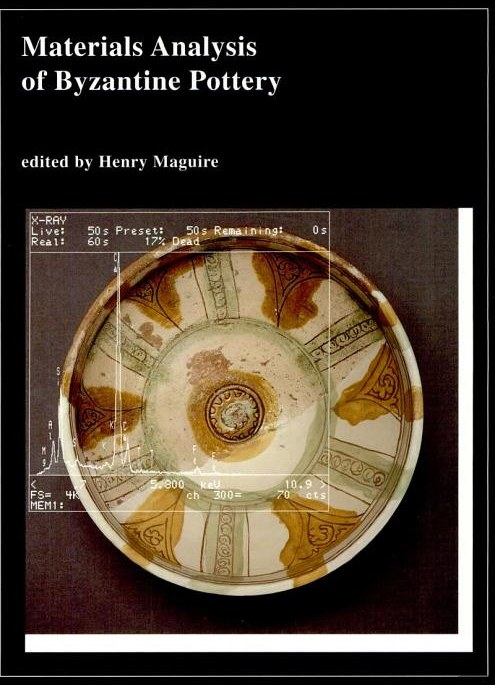 Materials Analysis
of Byzantine Pottery
edited by Henry Maguire
X-RAY
Live: 50s Preset: 50s Remaining: 0s
Real: 60s 17% Dead
< .7 5.800 keV 10.9 >
FS= 4K ch 300= 70 cts
MEM1: